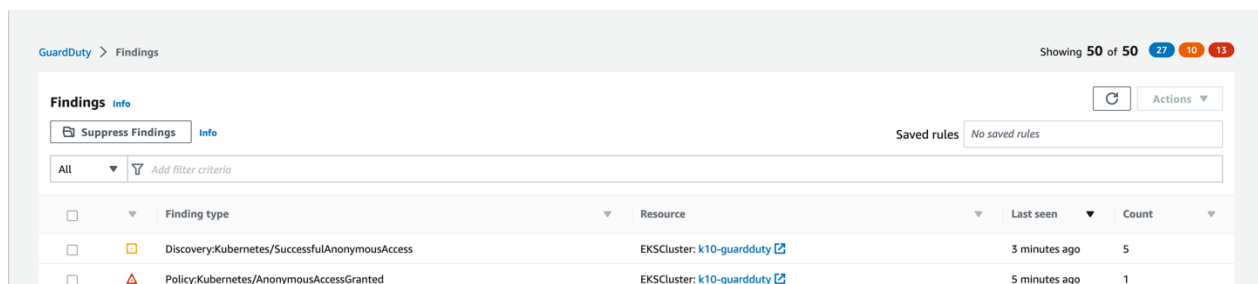 GuardDuty > Findings Showing 50 of 50 27 10 13
Findings Info Actions
Suppress Findings Info Saved rules No saved rules
All Add filter criteria
Finding type Resource Last seen Count
Discovery:Kubernetes/SuccessfulAnonymousAccess EKSCluster: k10-guardduty 3 minutes ago 5
Policy:Kubernetes/AnonymousAccessGranted EKSCluster: k10-guardduty 5 minutes ago 1